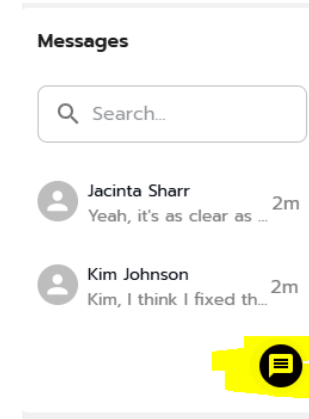 Messages
Search...
Jacinta Sharr
2m
Yeah, it's as clear as ...
Kim Johnson
2m
Kim, I think I fixed th...